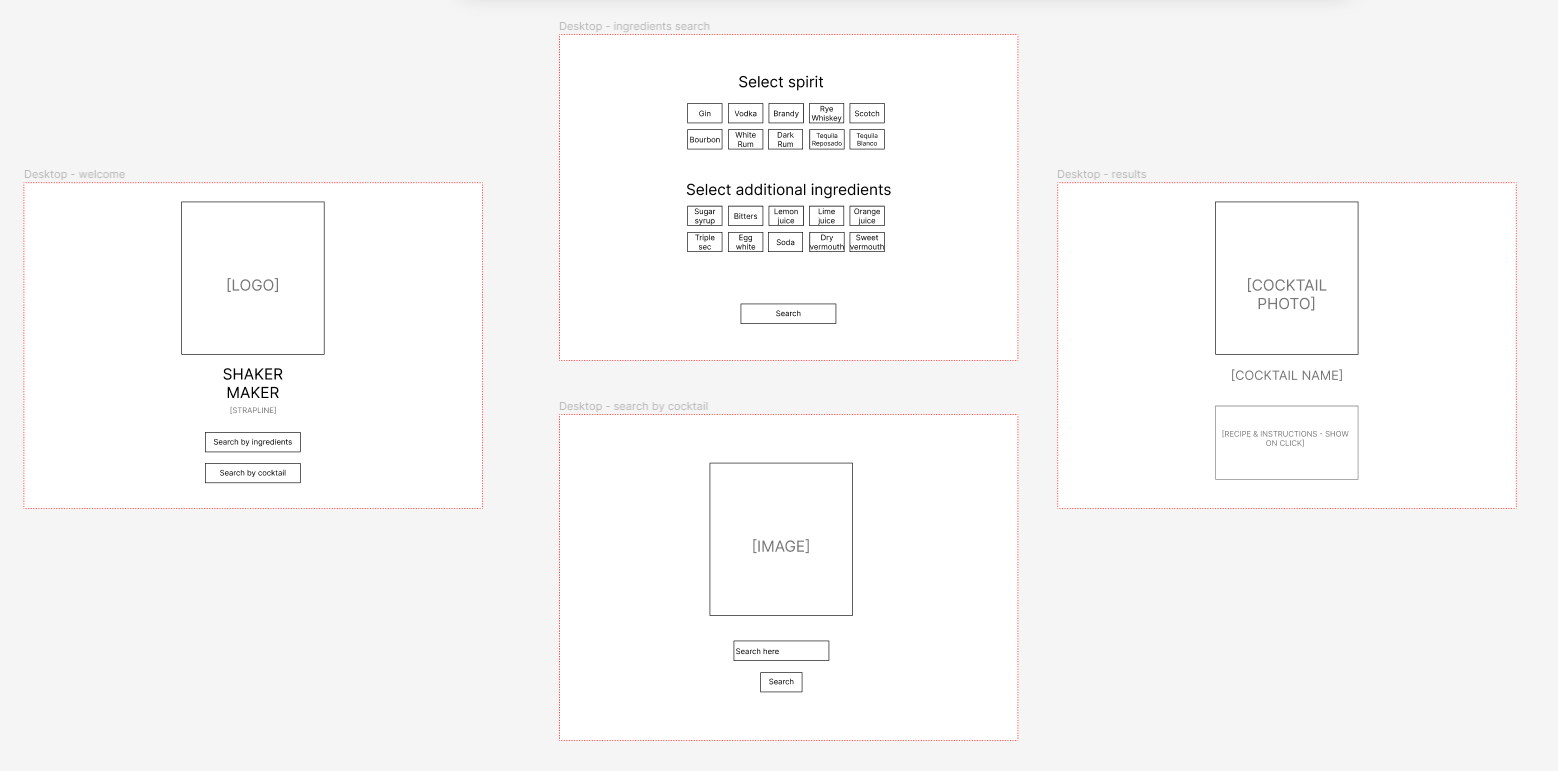 Desktop - welcome
[LOGO]
SHAKER
MAKER
[STRAPLINE]
Search by ingredients
Search by cocktail
Desktop - ingredients search
Select spirit
Gin
Vodka
Brandy
Rye
Whiskey
Scotch
Bourbon
White
Rum
Dark
Rum
Tequila
Reposado
Tequila
Blanco
Select additional ingredients
Sugar
syrup
Bitters
Lemon
juice
Lime
juice
Orange
juice
Triple
sec
Egg
white
Soda
Dry
vermouth
Sweet
vermouth
Search
Desktop - search by cocktail
[IMAGE]
Search here
Search
Desktop - results
[COCKTAIL
PHOTO]
[COCKTAIL NAME]
[RECIPE & INSTRUCTIONS - SHOW
ON CLICK]